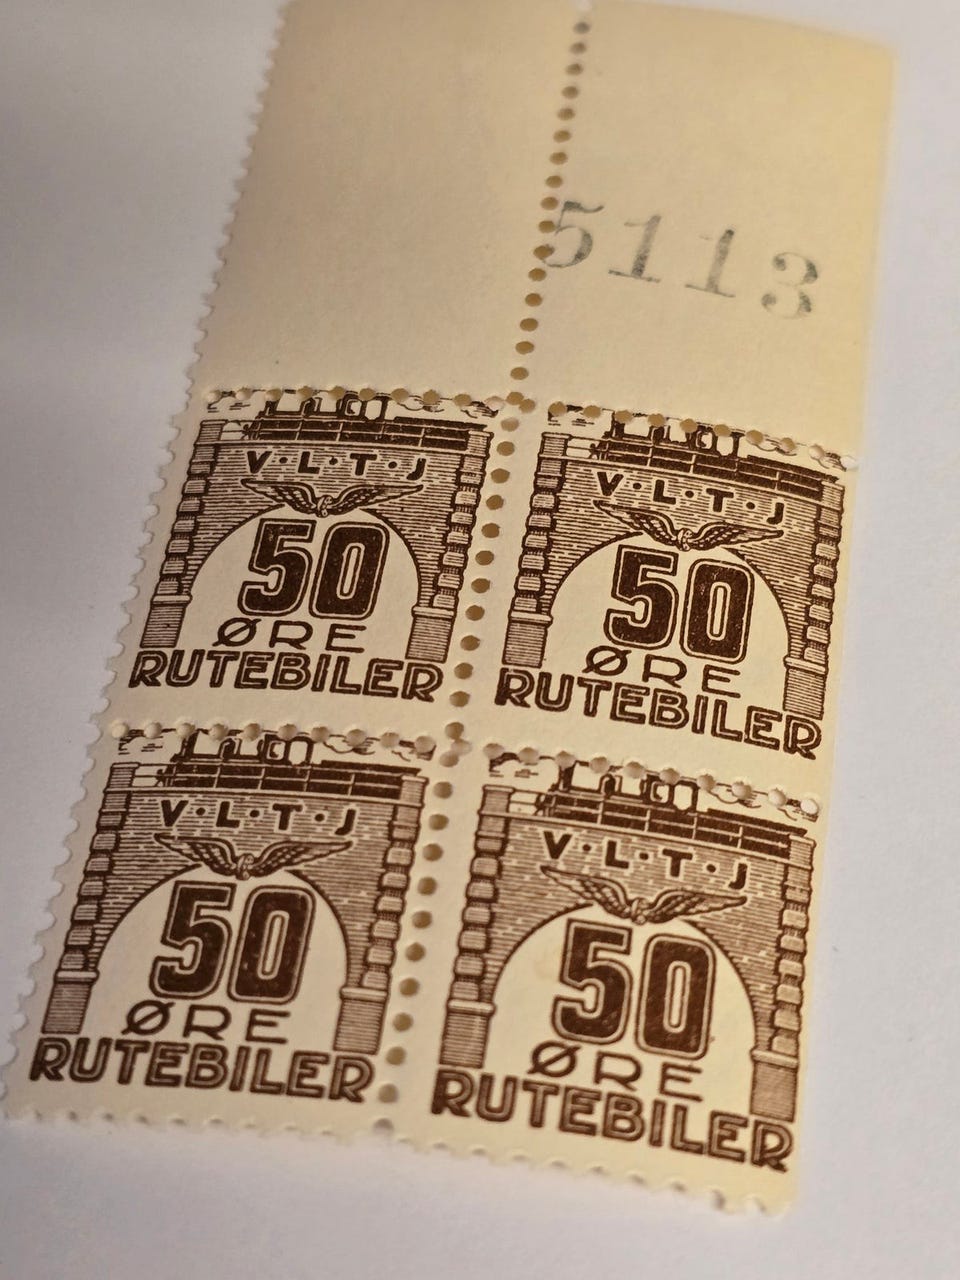 5113
V·L·T·J
50
ØRE
RUTEBILER
V·L·T·J
50
ØRE
RUTEBILER
V·L·T·J
50
ØRE
RUTEBILER
V·L·T·J
50
ØRE
RUTEBILER